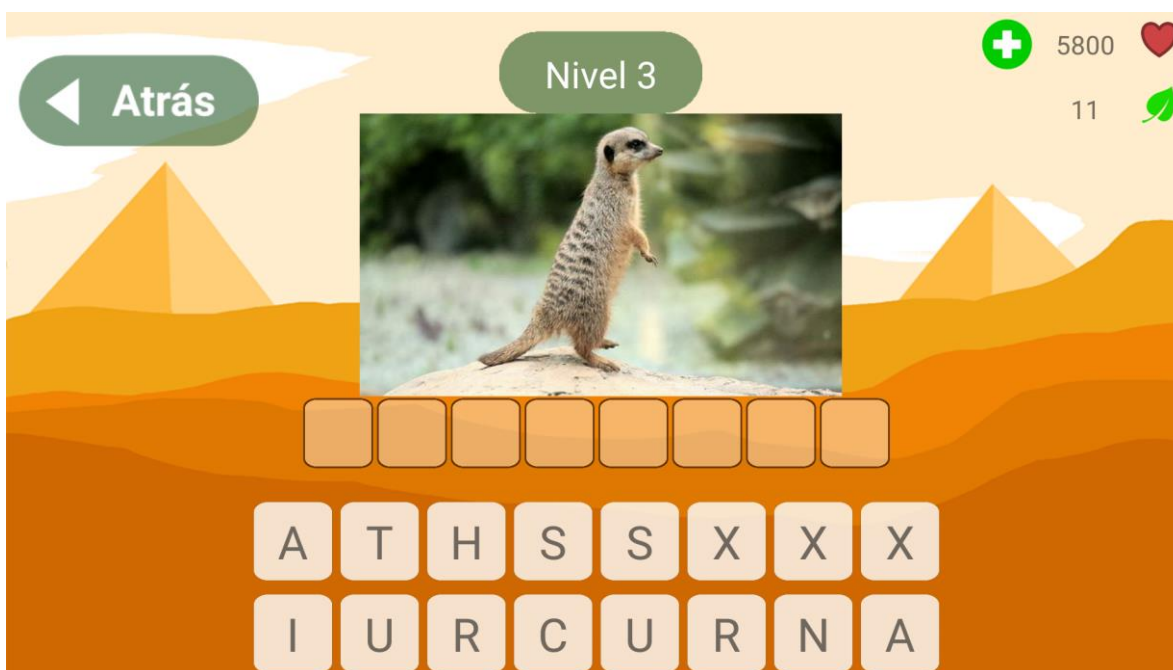 Atrás
Nivel 3
5800
11
A T H S S X X X
I U R C U R N A